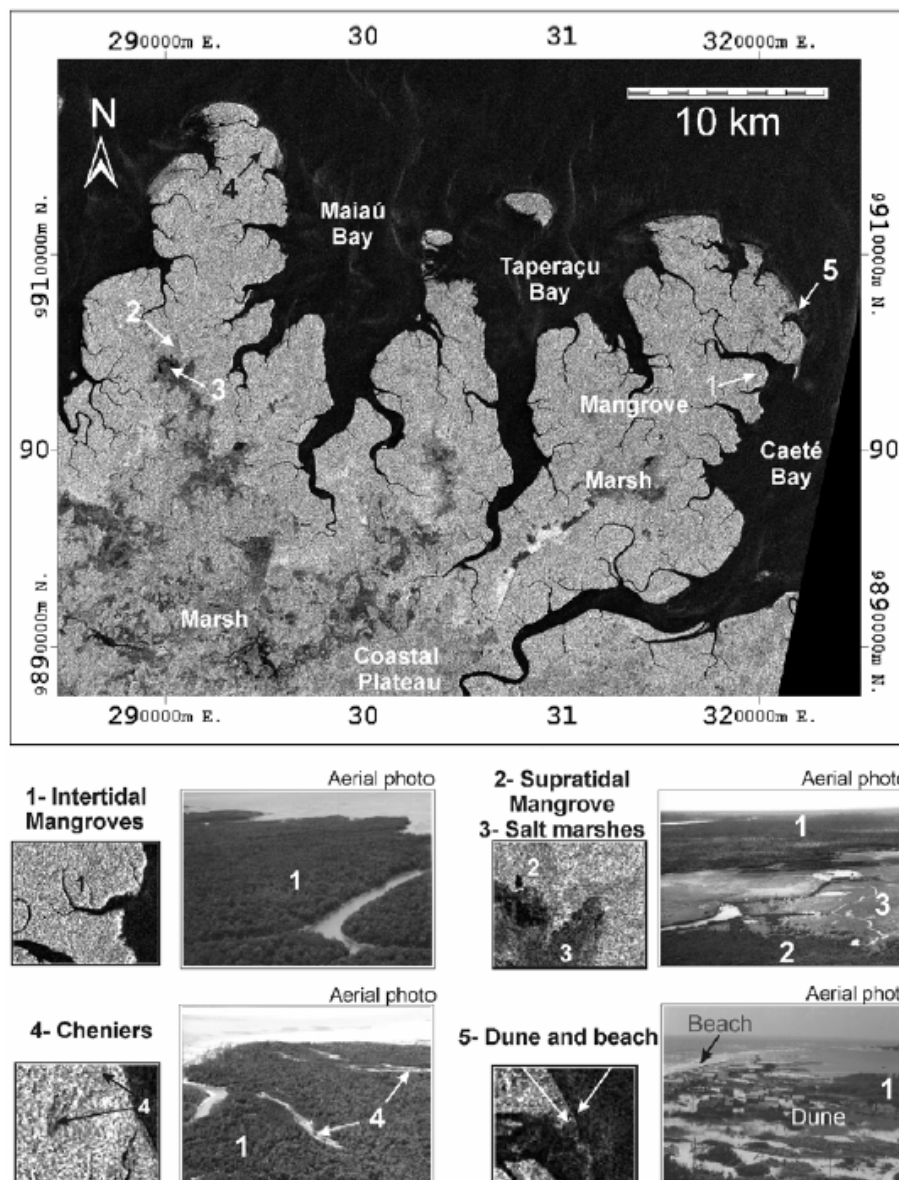 290000m E. 30 31 320000m E.
N
10 km
4
Maiaú
Bay
9910000m N.
9910000m N.
Taperaçu
Bay
5
2
3
1
Mangrove
90
90
Caeté
Bay
Marsh
9890000m N.
9890000m N.
Marsh
Coastal
Plateau
290000m E. 30 31 320000m E.
1- Intertidal
Mangroves
1
Aerial photo
1
2- Supratidal
Mangrove
3- Salt marshes
2
3
Aerial photo
1
3
2
4- Cheniers
4
Aerial photo
4
1
5- Dune and beach
Aerial photo
Beach
1
Dune